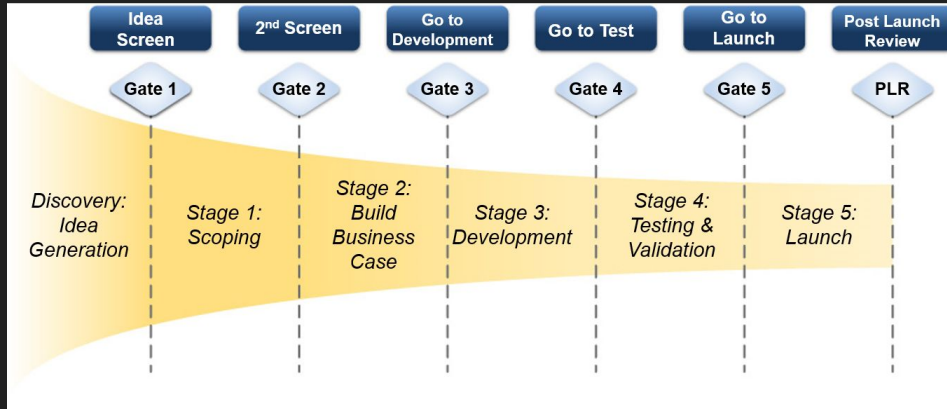 Idea
Screen
2nd Screen
Go to
Development
Go to Test
Go to
Launch
Post Launch
Review
Gate 1
Gate 2
Gate 3
Gate 4
Gate 5
PLR
Discovery:
Idea
Generation
Stage 1:
Scoping
Stage 2:
Build
Business
Case
Stage 3:
Development
Stage 4:
Testing &
Validation
Stage 5:
Launch